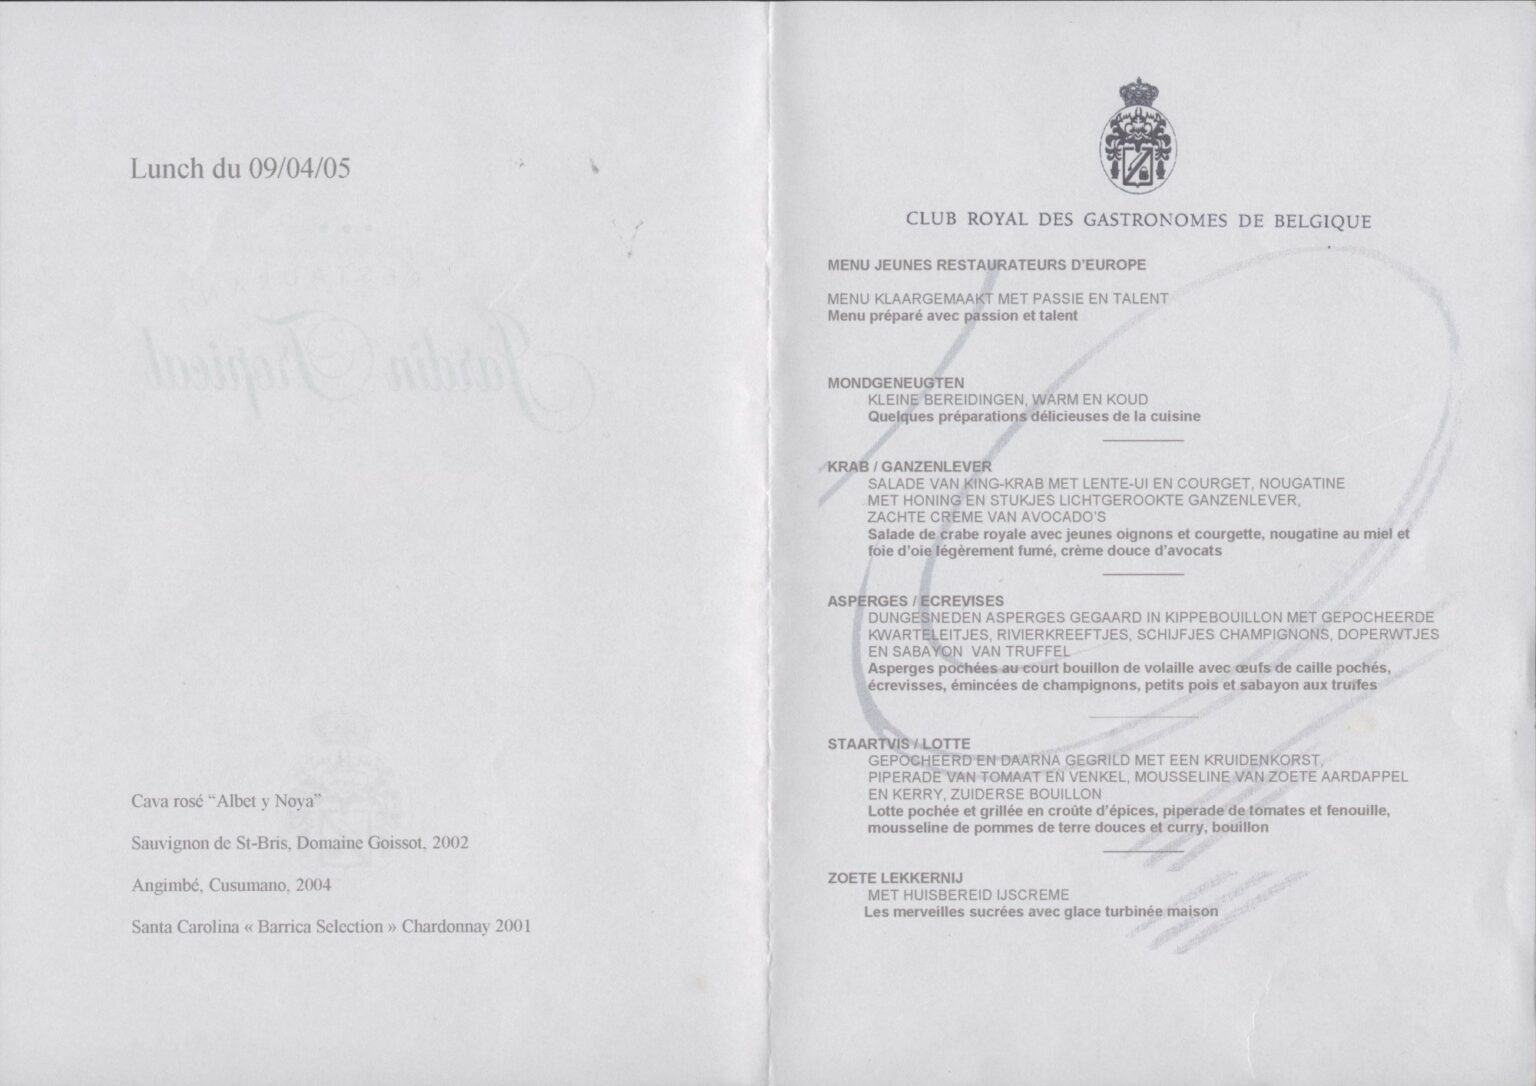 Lunch du 09/04/05
Jardin Tropical
Cava rosé “Albet y Noya”
Sauvignon de St-Bris, Domaine Goissot, 2002
Angimbé, Cusumano, 2004
Santa Carolina « Barrica Selection » Chardonnay 2001
CLUB ROYAL DES GASTRONOMES DE BELGIQUE
MENU JEUNES RESTAURATEURS D’EUROPE
MENU KLAARGEMAAKT MET PASSIE EN TALENT
Menu préparé avec passion et talent
MONDGENEUGTEN
KLEINE BEREIDINGEN, WARM EN KOUD
Quelques préparations délicieuses de la cuisine
KRAB / GANZENLEVER
SALADE VAN KING-KRAB MET LENTE-UI EN COURGET, NOUGATINE
MET HONING EN STUKJES LICHTGEROOKTE GANZENLEVER,
ZACHTE CRÈME VAN AVOCADO’S
Salade de crabe royale avec jeunes oignons et courgette, nougatine au miel et
foie d’oie légèrement fumé, crème douce d’avocats
ASPERGES / ECREVISES
DUNGESNEDEN ASPERGES GEGAARD IN KIPPEBOUILLON MET GEPOCHEERDE
KWARTELEITJES, RIVIERKREEFTJES, SCHIJFJES CHAMPIGNONS, DOPERWTJES
EN SABAYON VAN TRUFFEL
Asperges pochées au court bouillon de volaille avec œufs de caille pochés,
écrevisses, émincées de champignons, petits pois et sabayon aux truffes
STAARTVIS / LOTTE
GEPOCHEERD EN DAARNA GEGRILD MET EEN KRUIDENKORST,
PIPERADE VAN TOMAAT EN VENKEL, MOUSSELINE VAN ZOETE AARDAPPEL
EN KERRY, ZUIDERSE BOUILLON
Lotte pochée et grillée en croûte d’épices, piperade de tomates et fenouille,
mousseline de pommes de terre douces et curry, bouillon
ZOETE LEKKERNIJ
MET HUISBEREID IJSCREME
Les merveilles sucrées avec glace turbinée maison